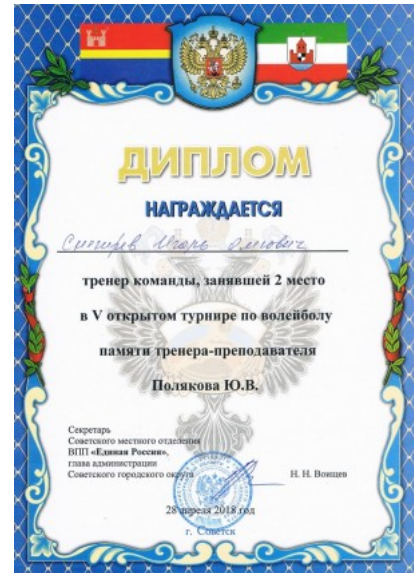 ДИПЛОМ
НАГРАЖДАЕТСЯ
Игорь
тренер команды, занявшей 2 место
в V открытом турнире по волейболу
памяти тренера-преподавателя
Полякова Ю.В.
Секретарь
Советского местного отделения
ВПП «Единая Россия»,
глава администрации
Советского городского округа
Н. Н. Воищев
28 апреля 2018 год
г. Советск